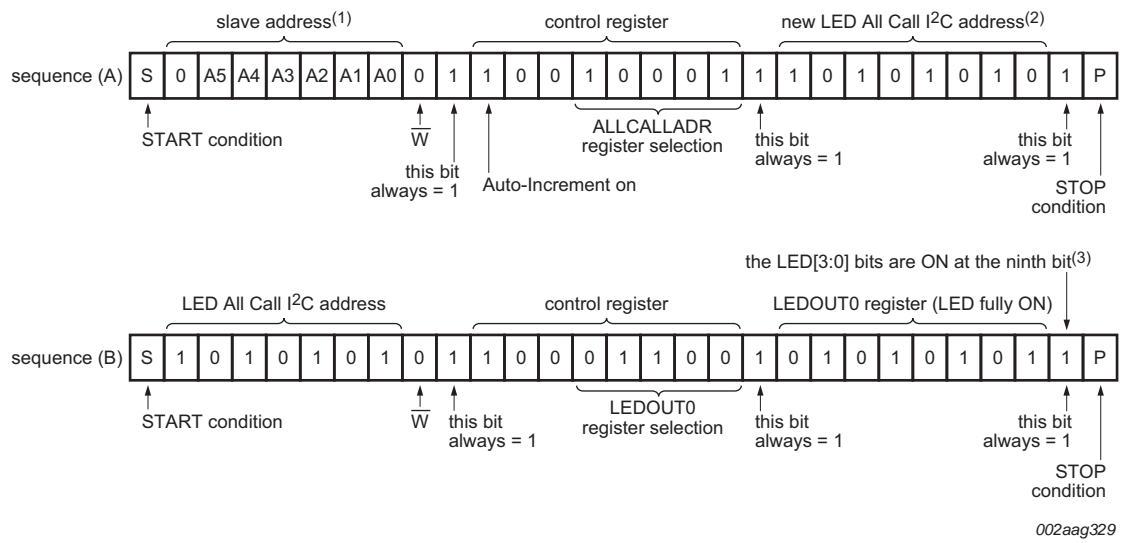 slave address(1) control register new LED All Call I2C address(2)
sequence (A) S 0 A5 A4 A3 A2 A1 A0 0 1 1 0 0 1 0 0 0 1 1 1 0 1 0 1 0 1 0 1 P
START condition W ALLCALLADR register selection this bit always = 1 this bit always = 1
this bit always = 1 Auto-Increment on STOP condition
the LED[3:0] bits are ON at the ninth bit(3)
LED All Call I2C address control register LEDOUT0 register (LED fully ON)
sequence (B) S 1 0 1 0 1 0 1 0 1 1 0 0 0 1 1 0 0 1 0 1 0 1 0 1 0 1 1 P
START condition W this bit always = 1 LEDOUT0 register selection this bit always = 1 this bit always = 1
STOP condition
002aag329